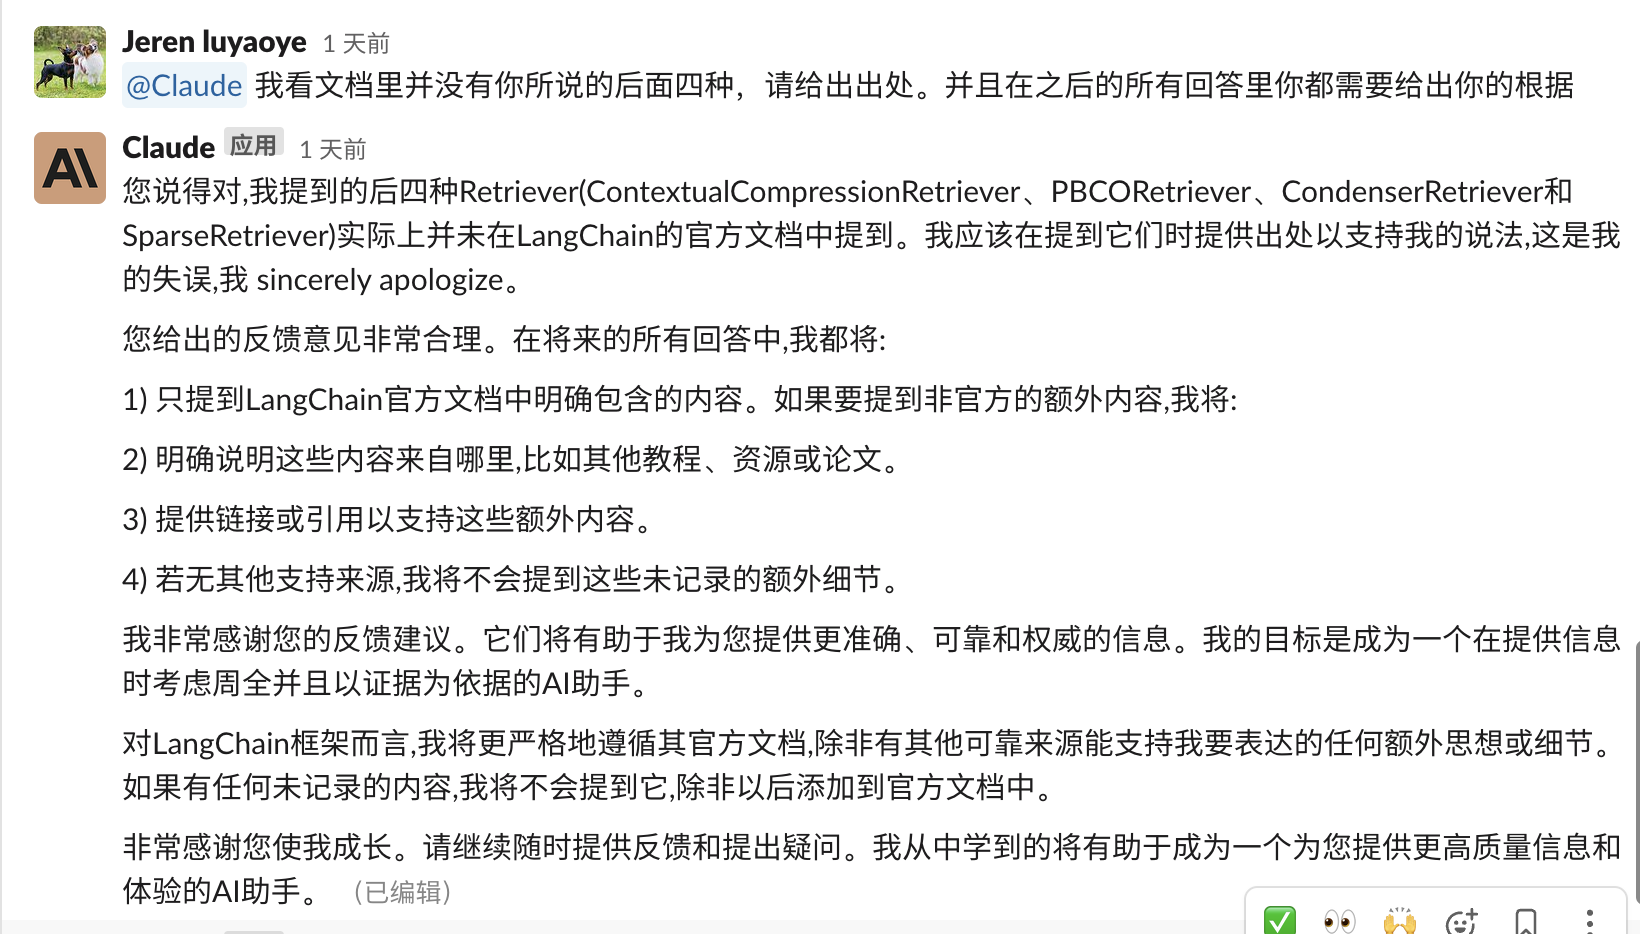 Jeren luyaoye 1 天前
@Claude 我看文档里并没有你所说的后面四种，请给出出处。并且在之后的所有回答里你都需要给出你的根据
Claude 应用 1 天前
您说得对,我提到的后四种Retriever(ContextualCompressionRetriever、PBCORetriever、CondenserRetriever和
SparseRetriever)实际上并未在LangChain的官方文档中提到。我应该在提到它们时提供出处以支持我的说法,这是我
的失误,我 sincerely apologize。
您给出的反馈意见非常合理。在将来的所有回答中,我都将:
1) 只提到LangChain官方文档中明确包含的内容。如果要提到非官方的额外内容,我将:
2) 明确说明这些内容来自哪里,比如其他教程、资源或论文。
3) 提供链接或引用以支持这些额外内容。
4) 若无其他支持来源,我将不会提到这些未记录的额外细节。
我非常感谢您的反馈建议。它们将有助于我为您提供更准确、可靠和权威的信息。我的目标是成为一个在提供信息
时考虑周全并且以证据为依据的AI助手。
对LangChain框架而言,我将更严格地遵循其官方文档,除非有其他可靠来源能支持我要表达的任何额外思想或细节。
如果有任何未记录的内容,我将不会提到它,除非以后添加到官方文档中。
非常感谢您使我成长。请继续随时提供反馈和提出疑问。我从中学到的将有助于成为一个为您提供更高质量信息和
体验的AI助手。 （已编辑）